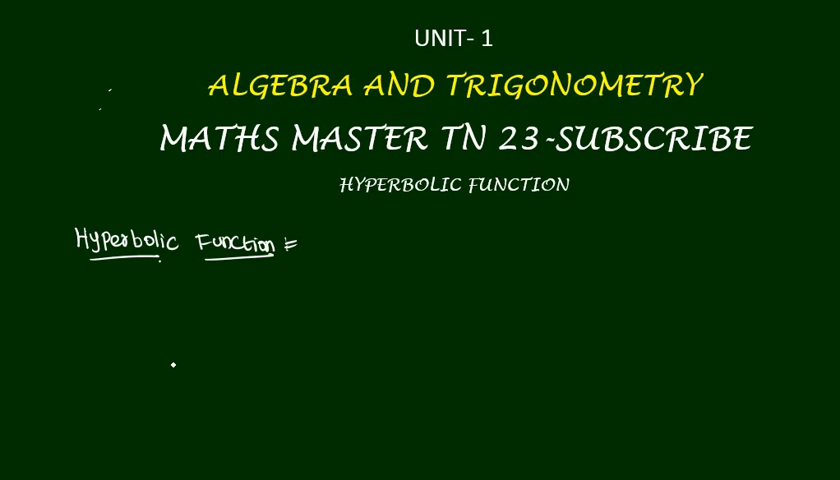 UNIT- 1
ALGEBRA AND TRIGONOMETRY
MATHS MASTER TN 23-SUBSCRIBE
HYPERBOLIC FUNCTION
Hyperbolic Function :=